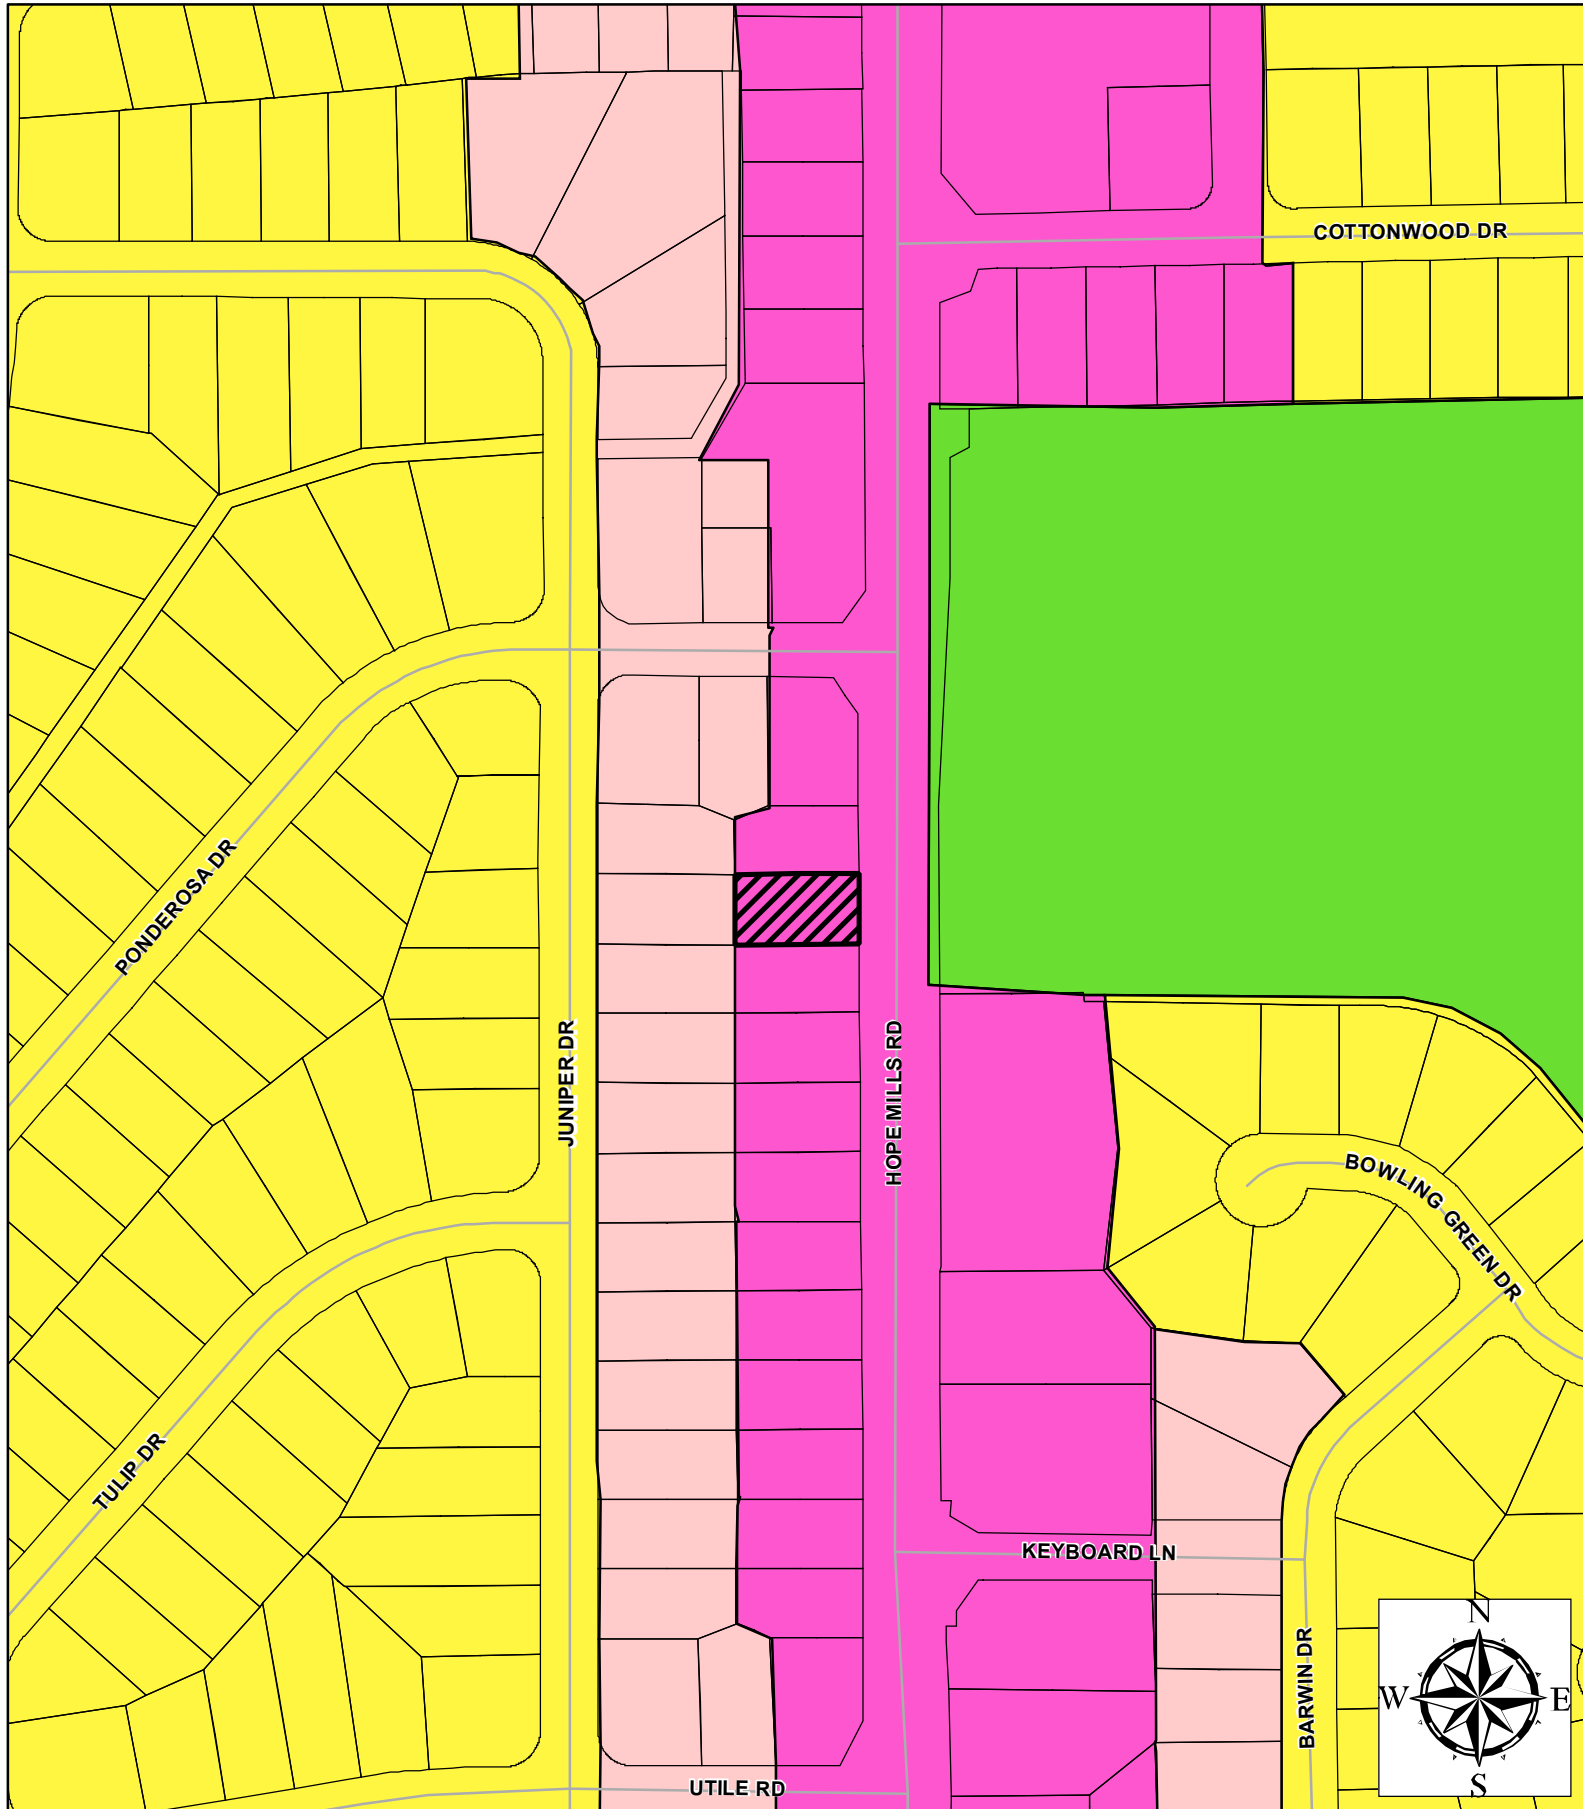 COTTONWOOD DR
PONDEROSA DR
JUNIPER DR
HOPE MILLS RD
BOWLING GREEN DR
TULIP DR
KEYBOARD LN
BARWIN DR
UTILE RD
N
W E
S